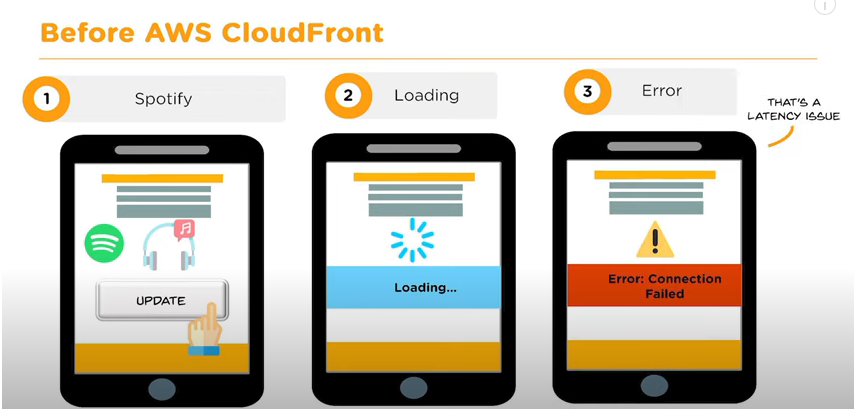 Before AWS CloudFront
1
Spotify
2
Loading
3
Error
THAT'S A
LATENCY ISSUE
UPDATE
Loading...
Error: Connection
Failed